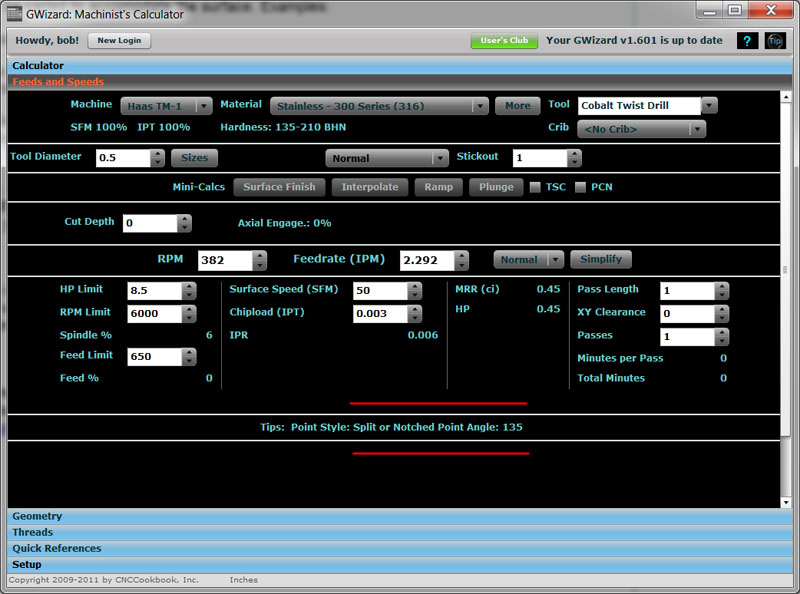 the surface. Examples:
GWizard: Machinist's Calculator
Howdy, bob! New Login User's Club Your GWizard v1.601 is up to date ? Tip
Calculator
Feeds and Speeds
Machine Haas TM-1 Material Stainless - 300 Series (316) More Tool Cobalt Twist Drill
SFM 100% IPT 100% Hardness: 135-210 BHN Crib <No Crib>
Tool Diameter 0.5 Sizes Normal Stickout 1
Mini-Calcs Surface Finish Interpolate Ramp Plunge TSC PCN
Cut Depth 0 Axial Engage.: 0%
RPM 382 Feedrate (IPM) 2.292 Normal Simplify
HP Limit 8.5 Surface Speed (SFM) 50 MRR (ci) 0.45 Pass Length 1
RPM Limit 6000 Chipload (IPT) 0.003 HP 0.45 XY Clearance 0
Spindle % 6 IPR 0.006 Passes 1
Feed Limit 650 Minutes per Pass 0
Feed % 0 Total Minutes 0
Tips: Point Style: Split or Notched Point Angle: 135
Geometry
Threads
Quick References
Setup
Copyright 2009-2011 by CNCCookbook, Inc. Inches